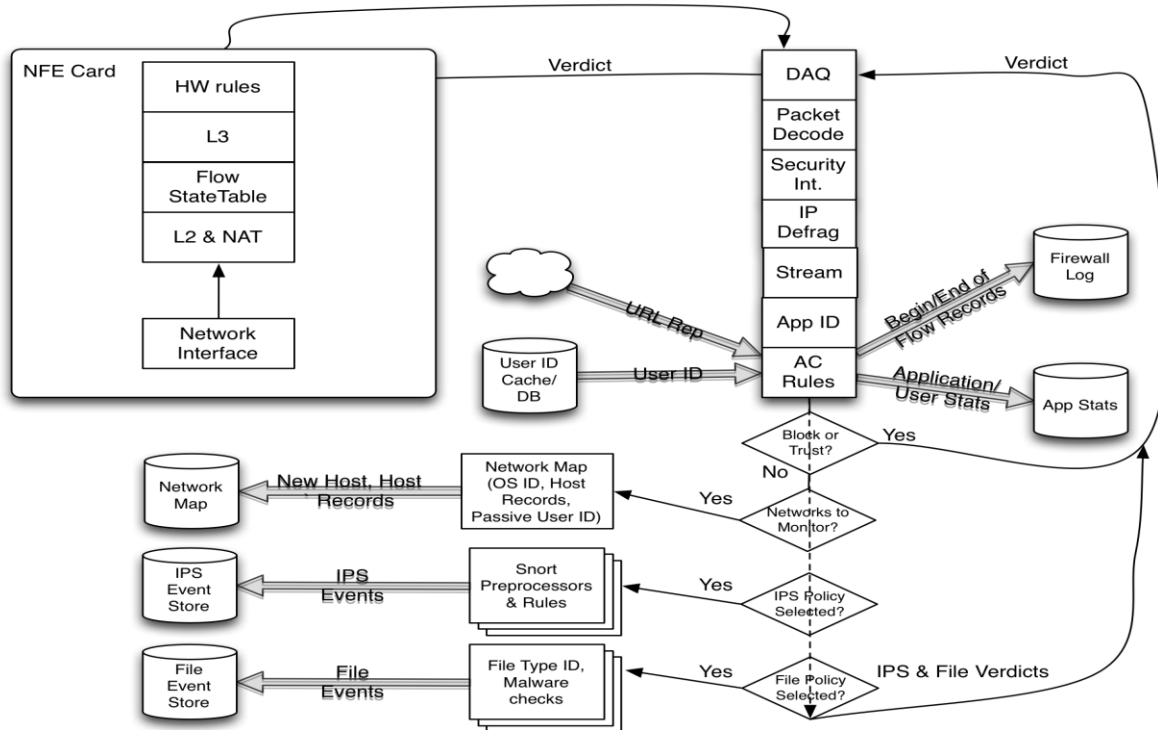 NFE Card
HW rules
L3
Flow
StateTable
L2 & NAT
Network
Interface
Verdict
DAQ
Packet
Decode
Security
Int.
IP
Defrag
Stream
App ID
AC
Rules
Verdict
URL Rep
User ID
Cache/
DB
User ID
Begin/End of
Flow Records
Firewall
Log
Application/
User Stats
App Stats
Block or
Trust?
Yes
No
Networks to
Monitor?
Yes
Network Map
(OS ID, Host
Records,
Passive User ID)
New Host, Host
Records
Network
Map
IPS Policy
Selected?
Yes
Snort
Preprocessors
& Rules
IPS
Events
IPS
Event
Store
File Policy
Selected?
Yes
File Type ID,
Malware
checks
File
Events
File
Event
Store
IPS & File Verdicts